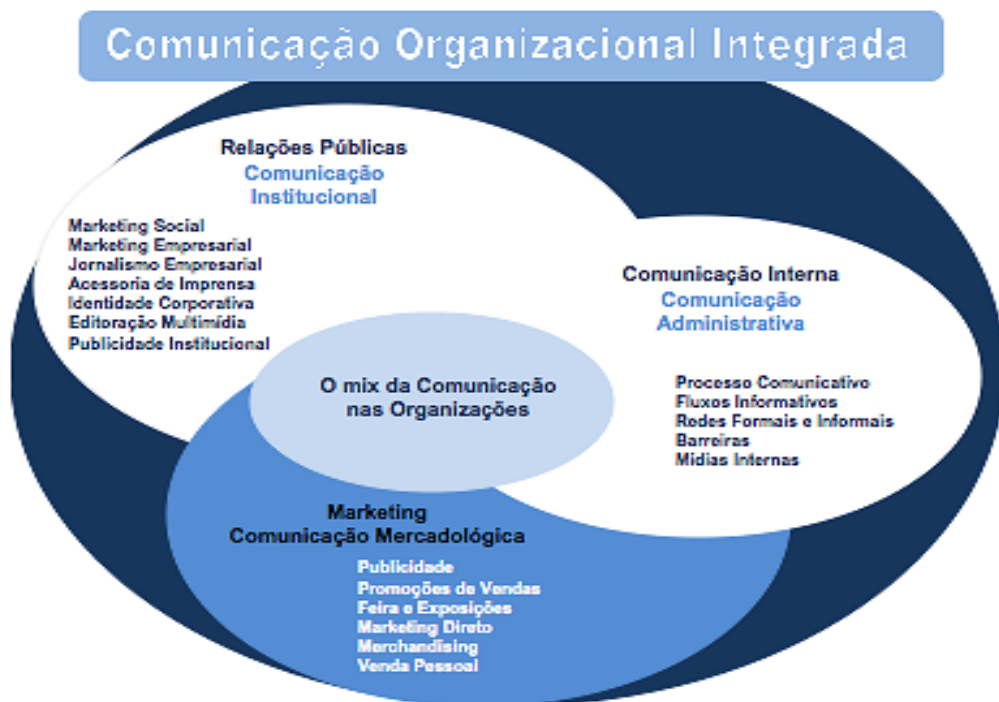 Comunicação Organizacional Integrada
Relações Públicas
Comunicação
Institucional
Marketing Social
Marketing Empresarial
Jornalismo Empresarial
Acessoria de Imprensa
Identidade Corporativa
Editoração Multimídia
Publicidade Institucional
Comunicação Interna
Comunicação
Administrativa
Processo Comunicativo
Fluxos Informativos
Redes Formais e Informais
Barreiras
Mídias Internas
O mix da Comunicação
nas Organizações
Marketing
Comunicação Mercadológica
Publicidade
Promoções de Vendas
Feira e Exposições
Marketing Direto
Merchandising
Venda Pessoal